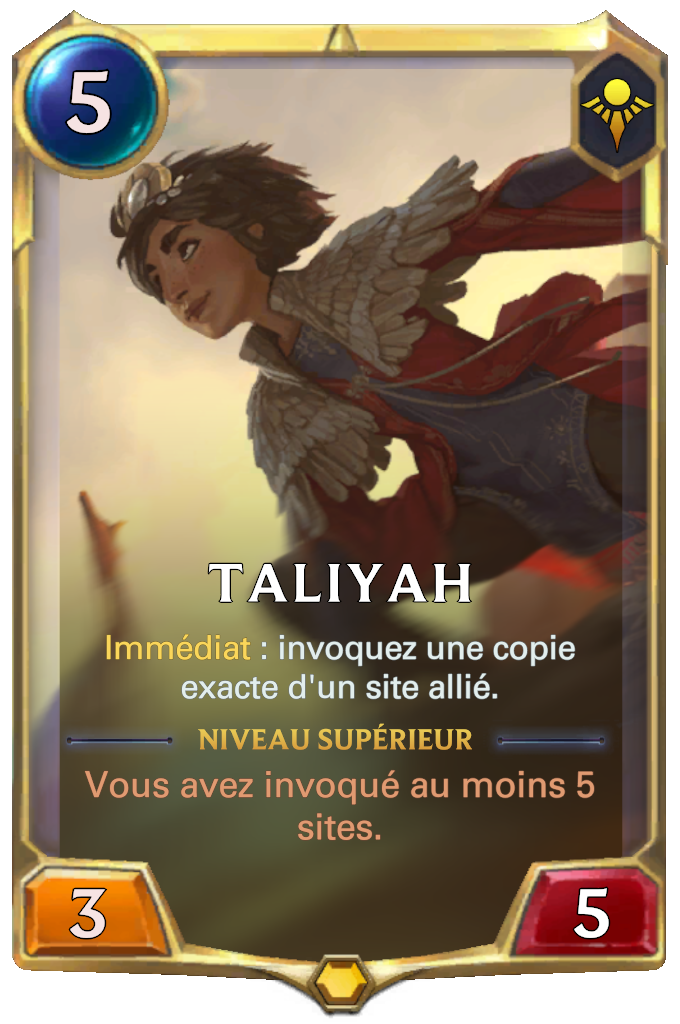 5
TALIYAH
Immédiat : invoquez une copie
exacte d'un site allié.
NIVEAU SUPÉRIEUR
Vous avez invoqué au moins 5
sites.
3
5